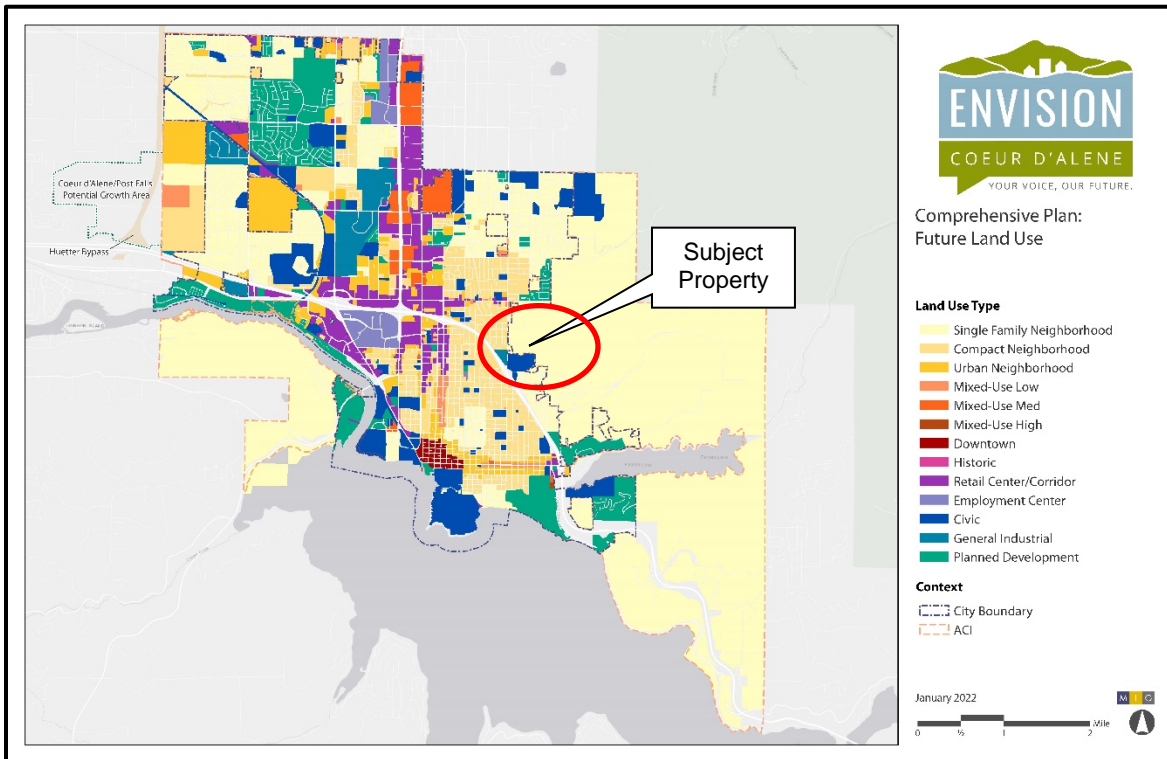 Coeur d'Alene/Post Falls
Potential Growth Area
Huetter Bypass
Subject
Property
ENVISION
COEUR D'ALENE
YOUR VOICE, OUR FUTURE.
Comprehensive Plan:
Future Land Use
Land Use Type
Single Family Neighborhood
Compact Neighborhood
Urban Neighborhood
Mixed-Use Low
Mixed-Use Med
Mixed-Use High
Downtown
Historic
Retail Center/Corridor
Employment Center
Civic
General Industrial
Planned Development
Context
City Boundary
ACI
January 2022
M I G
0 ½ 1 2 Mile